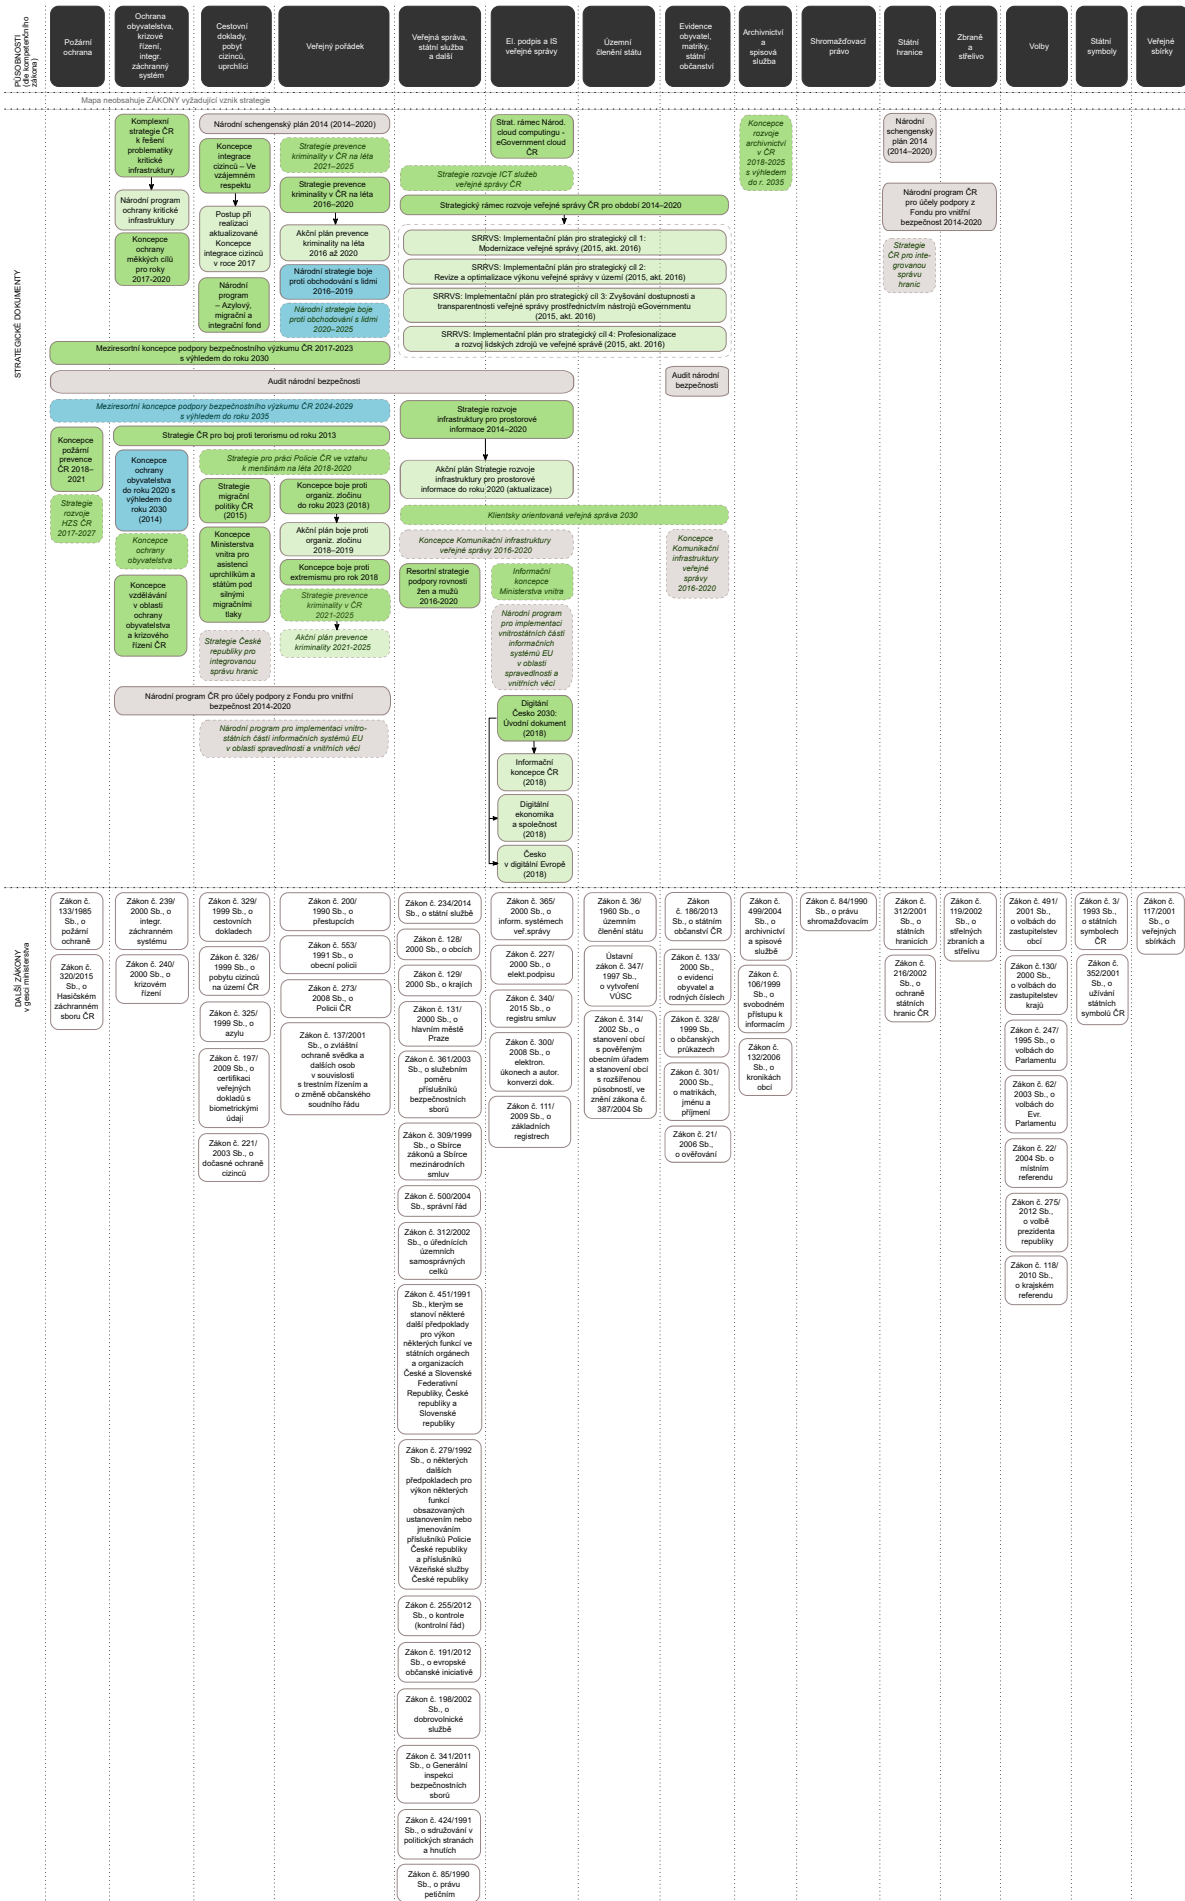 PŮSOBNOSTI
(dle kompetenčního
zákona)
Požární
ochrana
Ochrana
obyvatelstva,
krizové
řízení,
integr.
záchranný
systém
Cestovní
doklady,
pobyt
cizinců,
uprchlíci
Veřejný pořádek
Veřejná správa,
státní služba
a další
El. podpis a IS
veřejné správy
Územní
členění státu
Evidence
obyvatel,
matriky,
státní
občanství
Archivnictví
a
spisová
služba
Shromažďovací
právo
Státní
hranice
Zbraně
a
střelivo
Volby
Státní
symboly
Veřejné
sbírky
Mapa neobsahuje ZÁKONY vyžadující vznik strategie
STRATEGICKÉ DOKUMENTY
Komplexní
strategie ČR
k řešení
problematiky
kritické
infrastruktury
Národní program
ochrany kritické
infrastruktury
Koncepce
ochrany
měkkých cílů
pro roky
2017-2020
Národní schengenský plán 2014 (2014–2020)
Koncepce
integrace
cizinců – Ve
vzájemném
respektu
Postup při
realizaci
aktualizované
Koncepce
integrace cizinců
v roce 2017
Národní
program
– Azylový,
migrační a
integrační fond
Strategie prevence
kriminality v ČR na léta
2021–2025
Strategie prevence
kriminality v ČR na léta
2016–2020
Akční plán prevence
kriminality na léta
2016 až 2020
Národní strategie boje
proti obchodování s lidmi
2016–2019
Národní strategie boje
proti obchodování s lidmi
2020–2025
Strat. rámec Národ.
cloud computingu -
eGovernment cloud
ČR
Strategie rozvoje ICT služeb
veřejné správy ČR
Strategický rámec rozvoje veřejné správy ČR pro období 2014–2020
SRRVS: Implementační plán pro strategický cíl 1:
Modernizace veřejné správy (2015, akt. 2016)
SRRVS: Implementační plán pro strategický cíl 2:
Revize a optimalizace výkonu veřejné správy v území (2015, akt. 2016)
SRRVS: Implementační plán pro strategický cíl 3: Zvyšování dostupnosti a
transparentnosti veřejné správy prostřednictvím nástrojů eGovernmentu
(2015, akt. 2016)
SRRVS: Implementační plán pro strategický cíl 4: Profesionalizace
a rozvoj lidských zdrojů ve veřejné správě (2015, akt. 2016)
Koncepce
rozvoje
archivnictví
v ČR
2018-2025
s výhledem
do r. 2035
Národní
schengenský
plán 2014
(2014–2020)
Národní program ČR
pro účely podpory z
Fondu pro vnitřní
bezpečnost 2014-2020
Strategie
ČR pro inte-
grovanou
správu
hranic
Meziresortní koncepce podpory bezpečnostního výzkumu ČR 2017-2023
s výhledem do roku 2030
Audit národní bezpečnosti
Audit národní
bezpečnosti
Meziresortní koncepce podpory bezpečnostního výzkumu ČR 2024-2029
s výhledem do roku 2035
Strategie ČR pro boj proti terorismu od roku 2013
Koncepce
požární
prevence
ČR 2018–
2021
Strategie
rozvoje
HZS ČR
2017-2027
Koncepce
ochrany
obyvatelstva
do roku 2020 s
výhledem do
roku 2030
(2014)
Koncepce
ochrany
obyvatelstva
Koncepce
vzdělávání
v oblasti
ochrany
obyvatelstva
a krizového
řízení ČR
Strategie pro práci Policie ČR ve vztahu
k menšinám na léta 2018-2020
Strategie
migrační
politiky ČR
(2015)
Koncepce
Ministerstva
vnitra pro
asistenci
uprchlíkům a
státům pod
silnými
migračními
tlaky
Strategie České
republiky pro
integrovanou
správu hranic
Koncepce boje proti
organiz. zločinu
do roku 2023 (2018)
Akční plán boje proti
organiz. zločinu
2018–2019
Koncepce boje proti
extremismu pro rok 2018
Strategie prevence
kriminality v ČR
2021-2025
Akční plán prevence
kriminality 2021-2025
Národní program ČR pro účely podpory z Fondu pro vnitřní
bezpečnost 2014-2020
Národní program pro implementaci vnitro-
státních částí informačních systémů EU
v oblasti spravedlnosti a vnitřních věcí
Strategie rozvoje
infrastruktury pro prostorové
informace 2014–2020
Akční plán Strategie rozvoje
infrastruktury pro prostorové
informace do roku 2020 (aktualizace)
Klientsky orientovaná veřejná správa 2030
Koncepce Komunikační infrastruktury
veřejné správy 2016-2020
Koncepce
Komunikační
infrastruktury
veřejné
správy
2016-2020
Resortní strategie
podpory rovnosti
žen a mužů
2016-2020
Informační
koncepce
Ministerstva vnitra
Národní program
pro implementaci
vnitrostátních částí
informačních
systémů EU
v oblasti
spravedlnosti a
vnitřních věcí
Digitání
Česko 2030:
Úvodní dokument
(2018)
Informační
koncepce ČR
(2018)
Digitální
ekonomika
a společnost
(2018)
Česko
v digitální Evropě
(2018)
DALŠÍ ZÁKONY
v gesci ministerstva
Zákon č.
133/1985
Sb., o
požární
ochraně
Zákon č.
320/2015
Sb., o
Hasičském
záchranném
sboru ČR
Zákon č. 239/
2000 Sb., o
integr.
záchranném
systému
Zákon č. 240/
2000 Sb., o
krizovém
řízení
Zákon č. 329/
1999 Sb., o
cestovních
dokladech
Zákon č. 326/
1999 Sb., o
pobytu cizinců
na území ČR
Zákon č. 325/
1999 Sb., o
azylu
Zákon č. 197/
2009 Sb., o
certifikaci
veřejných
dokladů s
biometrickými
údaji
Zákon č. 221/
2003 Sb., o
dočasné ochraně
cizinců
Zákon č. 200/
1990 Sb., o
přestupcích
Zákon č. 553/
1991 Sb., o
obecní policii
Zákon č. 273/
2008 Sb., o
Policii ČR
Zákon č. 137/2001
Sb., o zvláštní
ochraně svědka a
dalších osob
v souvislosti
s trestním řízením a
o změně občanského
soudního řádu
Zákon č. 234/2014
Sb., o státní službě
Zákon č. 128/
2000 Sb., o obcích
Zákon č. 129/
2000 Sb., o krajích
Zákon č. 131/
2000 Sb., o
hlavním městě
Praze
Zákon č. 361/2003
Sb., o služebním
poměru
příslušníků
bezpečnostních
sborů
Zákon č. 309/1999
Sb., o Sbírce
zákonů a Sbírce
mezinárodních
smluv
Zákon č. 500/2004
Sb., správní řád
Zákon č. 312/2002
Sb., o úřednících
územních
samosprávných
celků
Zákon č. 451/1991
Sb., kterým se
stanoví některé
další předpoklady
pro výkon
některých funkcí ve
státních orgánech
a organizacích
České a Slovenské
Federativní
Republiky, České
republiky a
Slovenské
republiky
Zákon č. 279/1992
Sb., o některých
dalších
předpokladech pro
výkon některých
funkcí
obsazovaných
ustanovením nebo
jmenováním
příslušníků Policie
České republiky
a příslušníků
Vězeňské služby
České republiky
Zákon č. 255/2012
Sb., o kontrole
(kontrolní řád)
Zákon č. 191/2012
Sb., o evropské
občanské iniciativě
Zákon č. 198/2002
Sb., o
dobrovolnické
službě
Zákon č. 341/2011
Sb., o Generální
inspekci
bezpečnostních
sborů
Zákon č. 424/1991
Sb., o sdružování v
politických stranách
a hnutích
Zákon č. 85/1990
Sb., o právu
petičním
Zákon č. 365/
2000 Sb., o
inform. systémech
veř.správy
Zákon č. 227/
2000 Sb., o
elekt.podpisu
Zákon č. 340/
2015 Sb., o
registru smluv
Zákon č. 300/
2008 Sb., o
elektron.
úkonech a autor.
konverzi dok.
Zákon č. 111/
2009 Sb., o
základních
registrech
Zákon č. 36/
1960 Sb., o
územním
členění státu
Ústavní
zákon č. 347/
1997 Sb.,
o vytvoření
VÚSC
Zákon č. 314/
2002 Sb., o
stanovení obcí
s pověřeným
obecním úřadem
a stanovení obcí
s rozšířenou
působností, ve
znění zákona č.
387/2004 Sb
Zákon
č. 186/2013
Sb., o státním
občanství ČR
Zákon č. 133/
2000 Sb.,
o evidenci
obyvatel a
rodných číslech
Zákon č. 328/
1999 Sb.,
o občanských
průkazech
Zákon č. 301/
2000 Sb.,
o matrikách,
jménu a
příjmení
Zákon č. 21/
2006 Sb.,
o ověřování
Zákon č.
499/2004
Sb., o
archivnictví
a spisové
službě
Zákon č.
106/1999
Sb., o
svobodném
přístupu k
informacím
Zákon č.
132/2006
Sb., o
kronikách
obcí
Zákon č. 84/1990
Sb., o právu
shromažďovacím
Zákon č.
312/2001
Sb., o
státních
hranicích
Zákon č.
216/2002
Sb., o
ochraně
státních
hranic ČR
Zákon č.
119/2002
Sb., o
střelných
zbraních a
střelivu
Zákon č. 491/
2001 Sb., o
volbách do
zastupitelstev
obcí
Zákon č.130/
2000 Sb.,
o volbách do
zastupitelstev
krajů
Zákon č. 247/
1995 Sb., o
volbách do
Parlamentu
Zákon č. 62/
2003 Sb., o
volbách do
Evr.
Parlamentu
Zákon č. 22/
2004 Sb. o
místním
referendu
Zákon č. 275/
2012 Sb.,
o volbě
prezidenta
republiky
Zákon č. 118/
2010 Sb.,
o krajském
referendu
Zákon č. 3/
1993 Sb., o
státních
symbolech
ČR
Zákon č.
352/2001
Sb., o
užívání
státních
symbolů ČR
Zákon č.
117/2001
Sb., o
veřejných
sbírkách